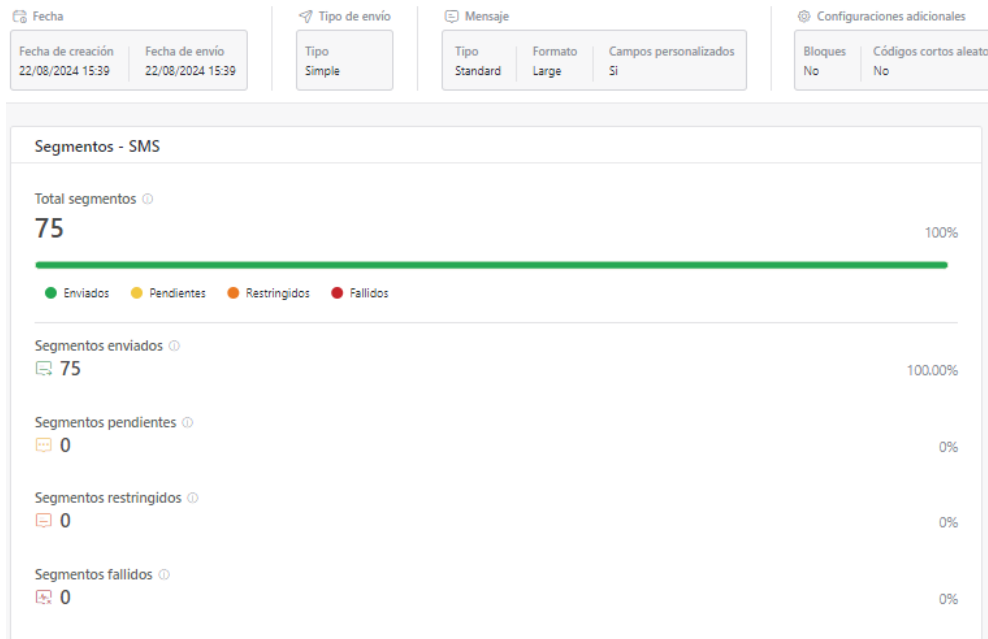 Fecha
Tipo de envío
Mensaje
Configuraciones adicionales
Fecha de creación
Fecha de envío
Tipo
Tipo
Formato
Campos personalizados
Bloques
Códigos cortos aleato
22/08/2024 15:39
22/08/2024 15:39
Simple
Standard
Large
Si
No
No
Segmentos - SMS
Total segmentos
75
100%
Enviados
Pendientes
Restringidos
Fallidos
Segmentos enviados
75
100.00%
Segmentos pendientes
0
0%
Segmentos restringidos
0
0%
Segmentos fallidos
0
0%